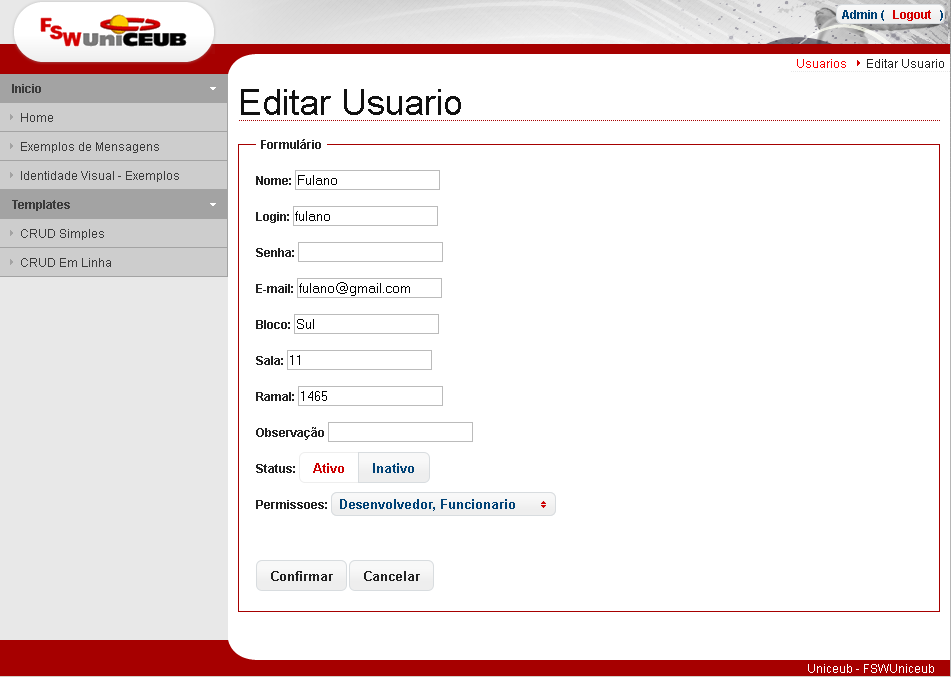 FSWUNICEUB
Admin ( Logout )
Usuarios Editar Usuario
Inicio
Home
Exemplos de Mensagens
Identidade Visual - Exemplos
Templates
CRUD Simples
CRUD Em Linha
Editar Usuario
Formulário
Nome: Fulano
Login: fulano
Senha:
E-mail: fulano@gmail.com
Bloco: Sul
Sala: 11
Ramal: 1465
Observação
Status: Ativo Inativo
Permissoes: Desenvolvedor, Funcionario
Confirmar Cancelar
Uniceub - FSWUniceub